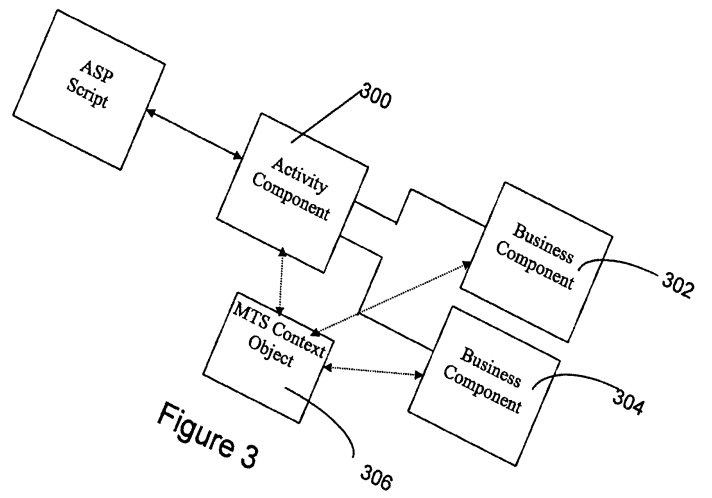 ASP
Script
300
Activity
Component
Business
Component
302
MTS Context
Object
Business
Component
304
Figure 3
306